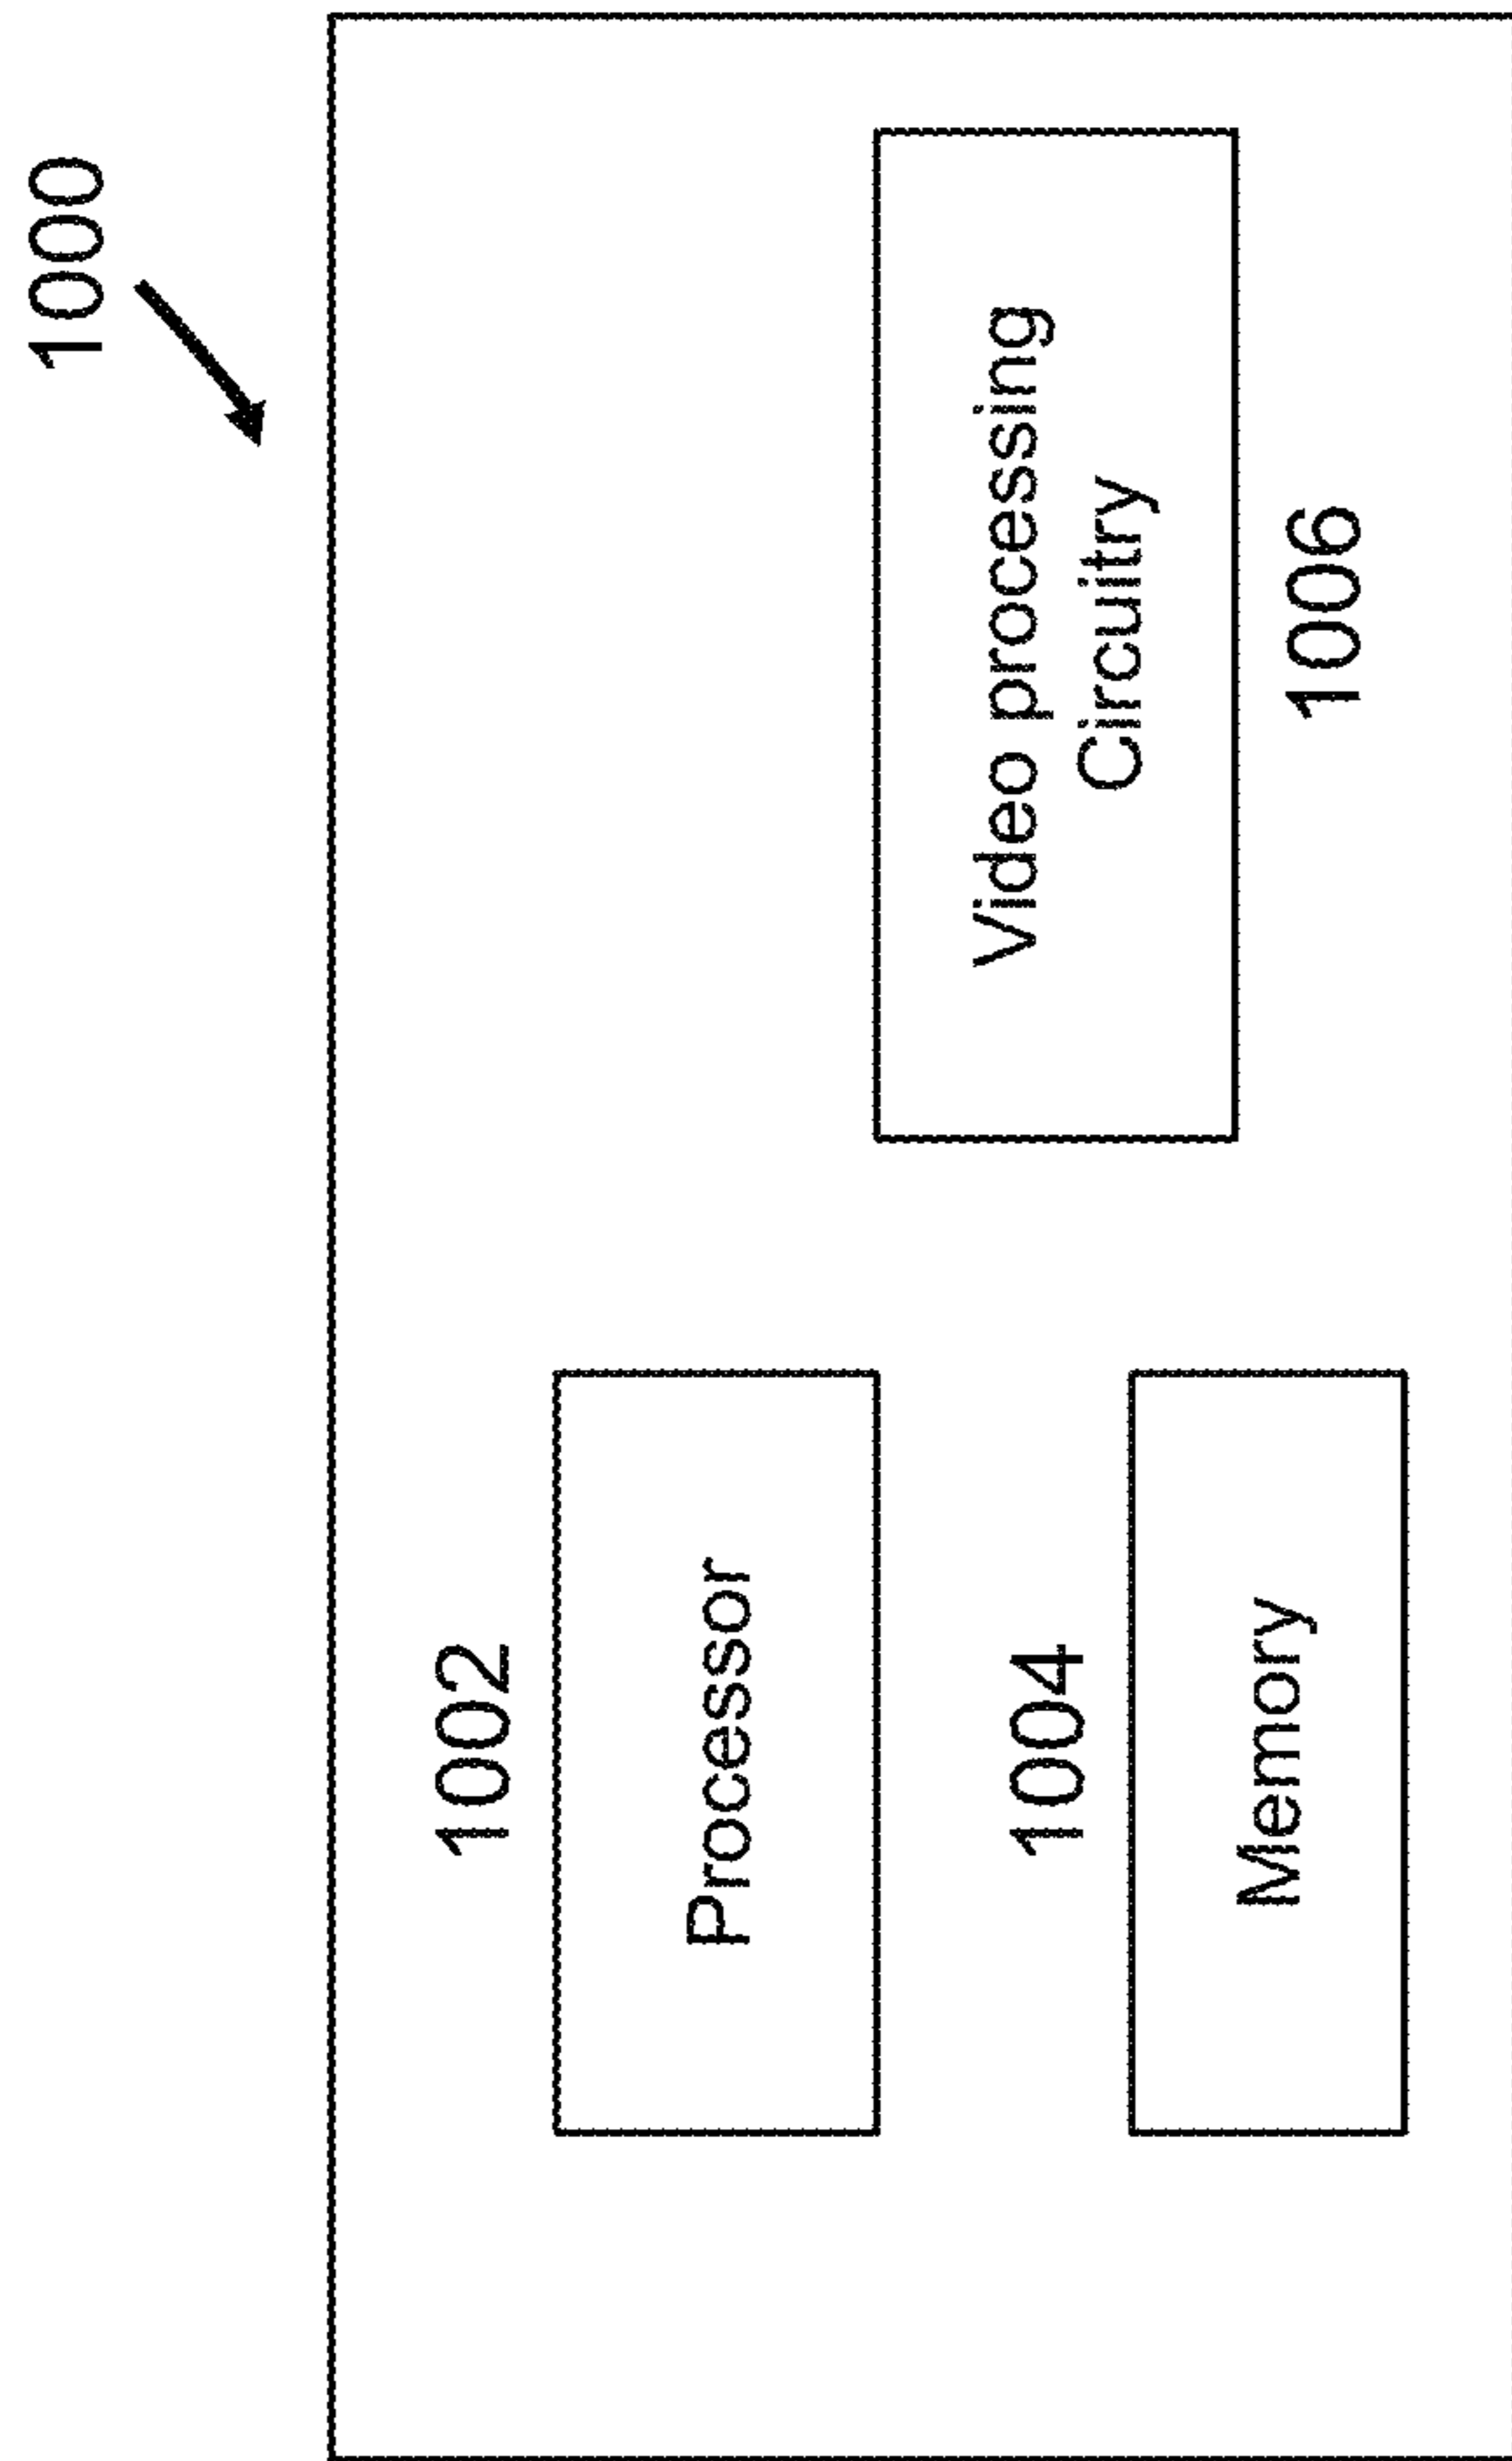 1000
1002
Processor
1004
Memory
Video processing
Circuitry
1006